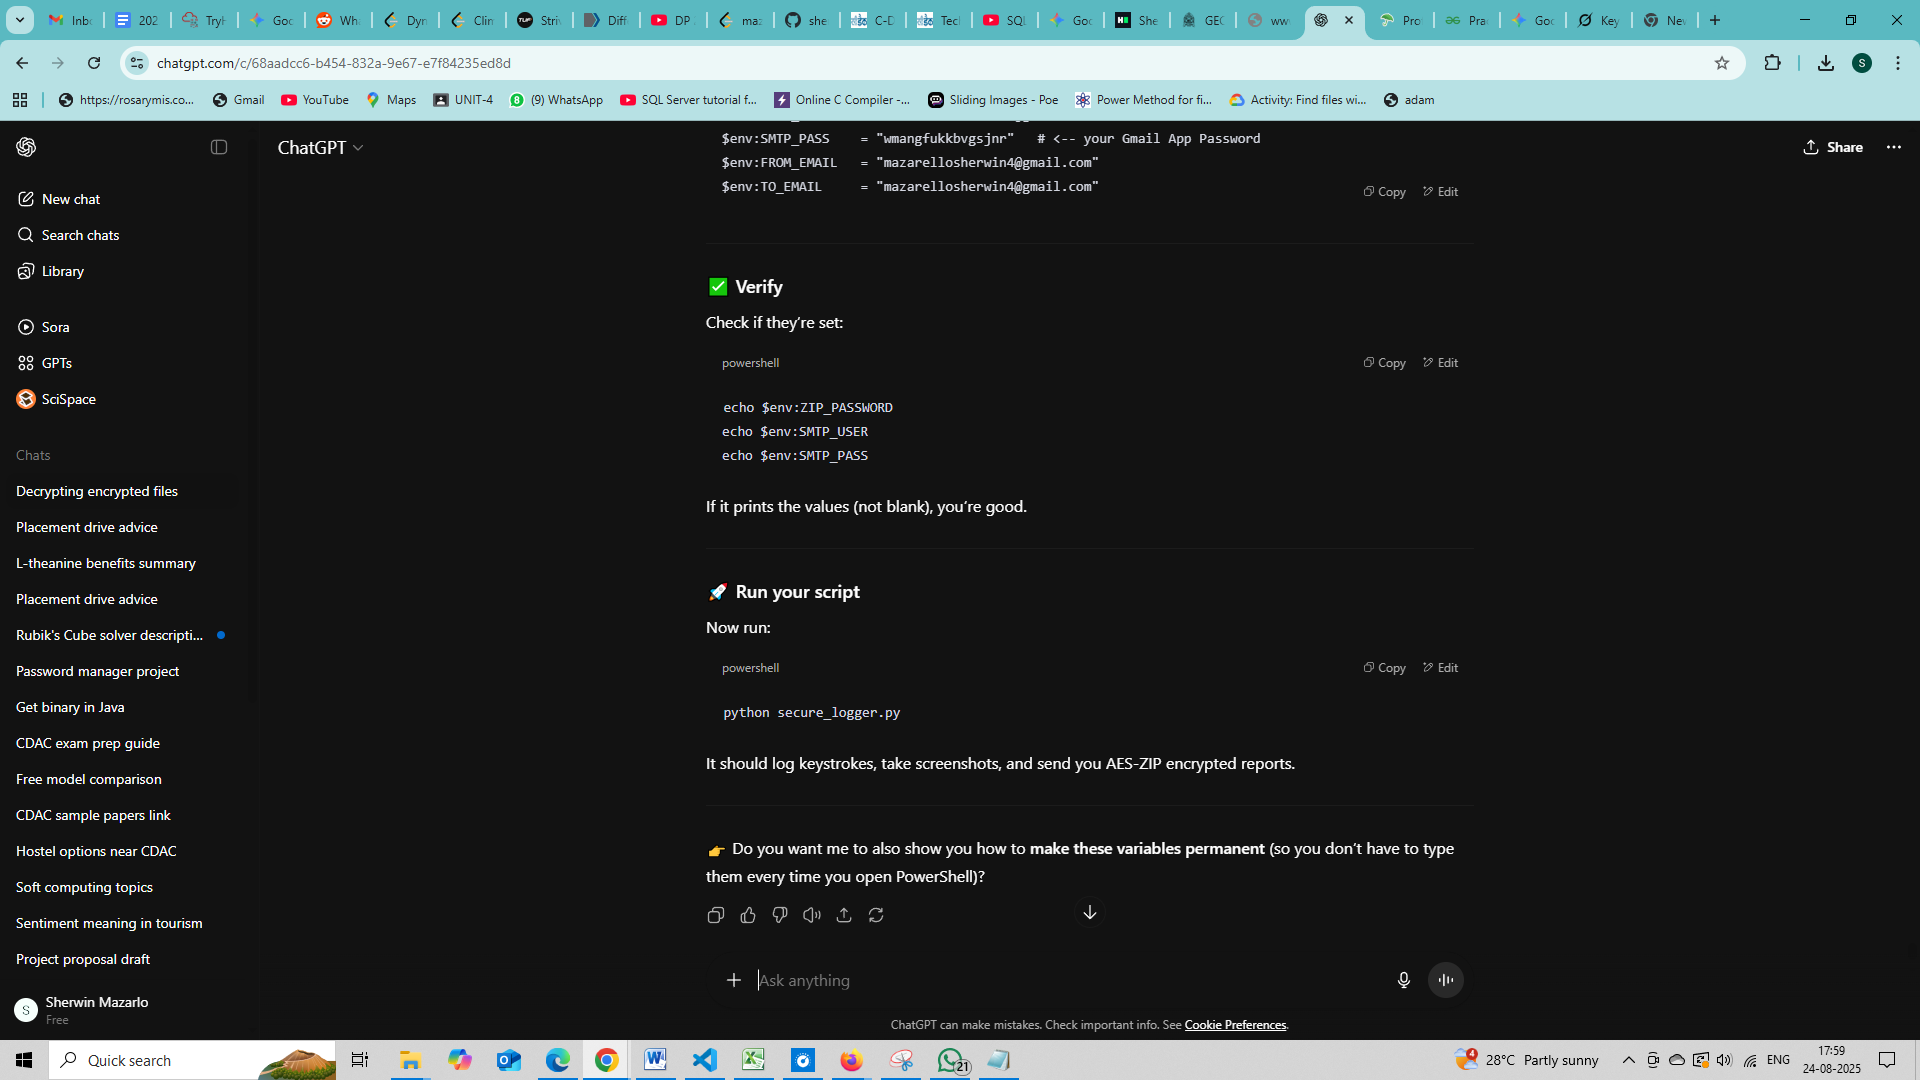 Inbo
202
TryH
Goo
Wha
Dyn
Clim
Striv
Diff
DP
maz
she
C-D
Tecl
SQL
Goo
She
GEC
ww
Pro
Pra
Goo
Key
Nev
chatgpt.com/c/68aadcc6-b454-832a-9e67-e7f84235ed8d
S
https://rosarymis.co...
Gmail
YouTube
Maps
UNIT-4
(9) WhatsApp
SQL Server tutorial f...
Online C Compiler -...
Sliding Images - Poe
Power Method for fi...
Activity: Find files wi...
adam
ChatGPT
Share
New chat
Search chats
Library
Sora
GPTs
SciSpace
Chats
Decrypting encrypted files
Placement drive advice
L-theanine benefits summary
Placement drive advice
Rubik's Cube solver descripti...
Password manager project
Get binary in Java
CDAC exam prep guide
Free model comparison
CDAC sample papers link
Hostel options near CDAC
Soft computing topics
Sentiment meaning in tourism
Project proposal draft
S
Sherwin Mazarlo
Free
$env:SMTP_PASS    = "wmangfukkbvgsjnr"   # <-- your Gmail App Password
$env:FROM_EMAIL   = "mazarellosherwin4@gmail.com"
$env:TO_EMAIL     = "mazarellosherwin4@gmail.com"
Copy Edit
✅ Verify
Check if they’re set:
powershell
Copy Edit
echo $env:ZIP_PASSWORD
echo $env:SMTP_USER
echo $env:SMTP_PASS
If it prints the values (not blank), you’re good.
🚀 Run your script
Now run:
powershell
Copy Edit
python secure_logger.py
It should log keystrokes, take screenshots, and send you AES-ZIP encrypted reports.
👉 Do you want me to also show you how to make these variables permanent (so you don’t have to type
them every time you open PowerShell)?
Ask anything
ChatGPT can make mistakes. Check important info. See Cookie Preferences.
Quick search
21
4
28°C Partly sunny
ENG
17:59
24-08-2025